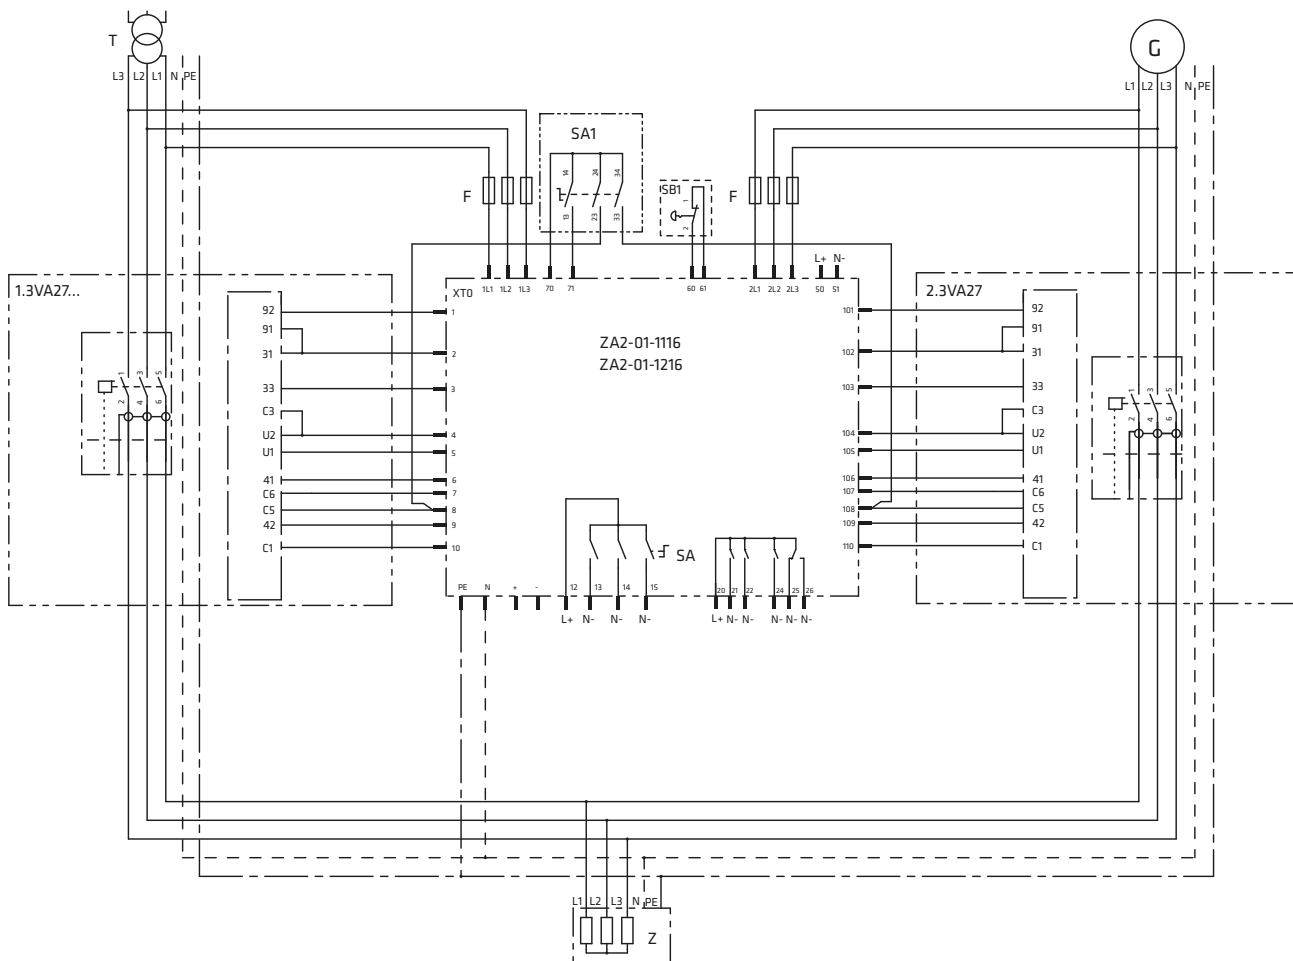 T
G
L3 L2 L1 N PE
L1 L2 L3 N PE
SA1
14 24 34
13 23 33
F
SB1
1
2
F
L+ N-
1L1 1L2 1L3 70 71 60 61 2L1 2L2 2L3 50 51
1.3VA27...
XT0
2.3VA27
ZA2-01-1116
ZA2-01-1216
92 1 101 92
91 91
31 2 102 31
33 3 103 33
C3 C3
U2 4 104 U2
U1 5 105 U1
41 6 106 41
C6 7 107 C6
C5 8 108 C5
42 9 109 42
C1 10 110 C1
1 3 5
2 4 6
1 3 5
2 4 6
SA
PE N + - 12 13 14 15 20 21 22 24 25 26
L+ N- N- N- L+ N- N- N- N- N-
L1 L2 L3 N PE
Z